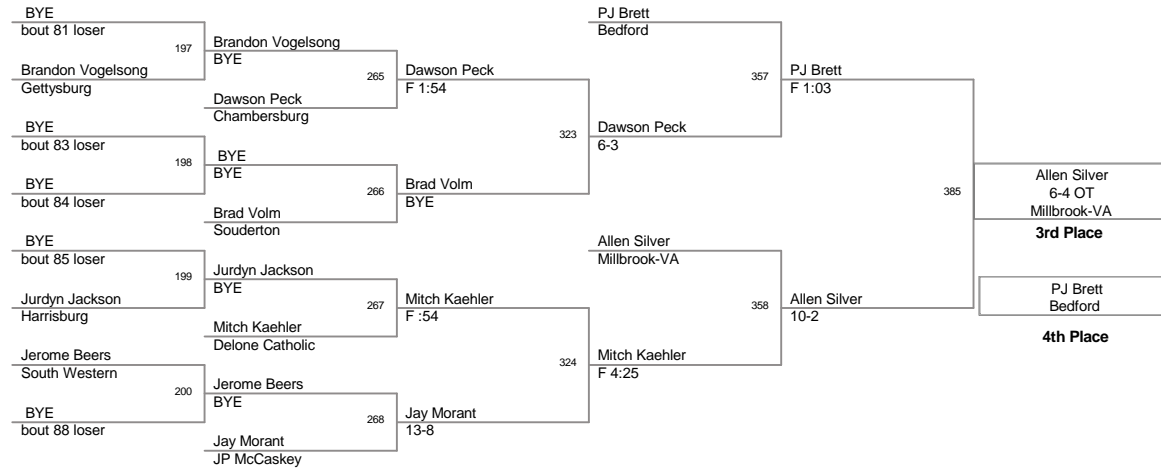 BYE
bout 81 loser
197
Brandon Vogelsong
Gettysburg
BYE
bout 83 loser
198
BYE
bout 84 loser
BYE
bout 85 loser
199
Jurdyn Jackson
Harrisburg
Jerome Beers
South Western
200
BYE
bout 88 loser
Brandon Vogelsong
BYE
265
Dawson Peck
Chambersburg
BYE
BYE
266
Brad Volm
Souderton
Jurdyn Jackson
BYE
267
Mitch Kaehler
Delone Catholic
Jerome Beers
BYE
268
Jay Morant
JP McCaskey
Dawson Peck
F 1:54
323
Brad Volm
BYE
Mitch Kaehler
F :54
324
Jay Morant
13-8
PJ Brett
Bedford
357
Dawson Peck
6-3
Allen Silver
Millbrook-VA
358
Mitch Kaehler
F 4:25
PJ Brett
F 1:03
385
Allen Silver
10-2
Allen Silver
6-4 OT
Millbrook-VA
3rd Place
PJ Brett
Bedford
4th Place